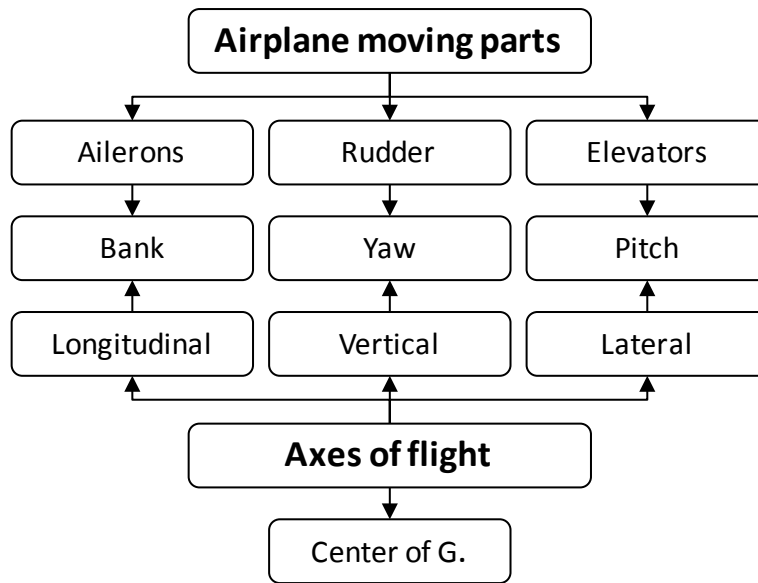 Airplane moving parts
Ailerons
Rudder
Elevators
Bank
Yaw
Pitch
Longitudinal
Vertical
Lateral
Axes of flight
Center of G.